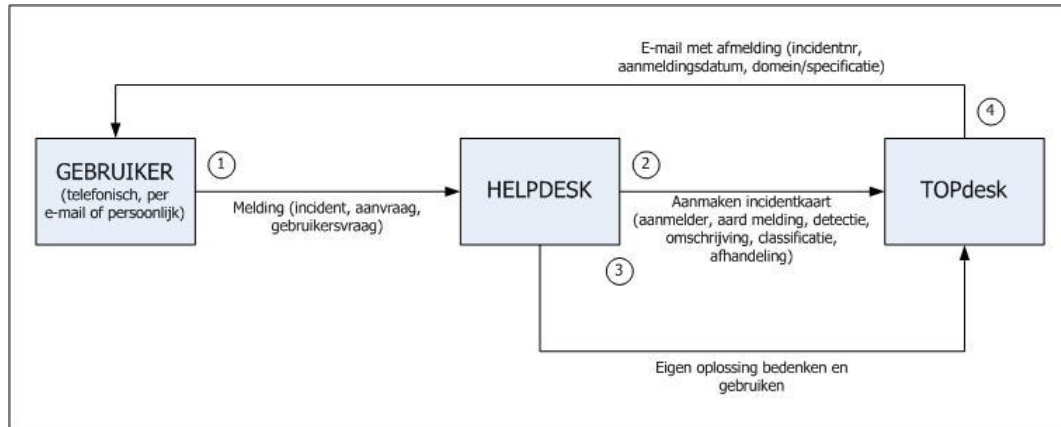 E-mail met afmelding (incidentnr,
aanmeldingsdatum, domein/specificatie)
4
GEBRUIKER
(telefonisch, per
e-mail of persoonlijk)
1
Melding (incident, aanvraag,
gebruikersvraag)
HELPDESK
2
Aanmaken incidentkaart
(aanmelder, aard melding, detectie,
omschrijving, classificatie,
afhandeling)
TOPdesk
3
Eigen oplossing bedenken en
gebruiken